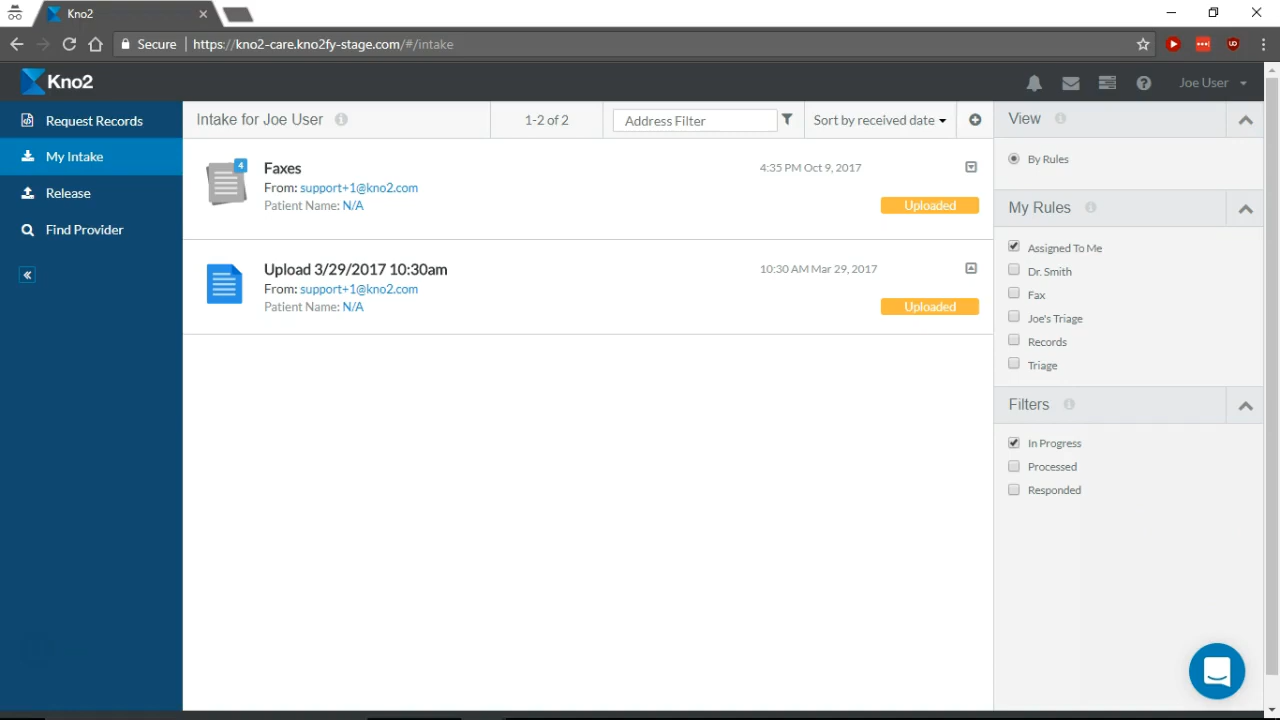 Kno2
Secure
https://kno2-care.kno2fy-stage.com/#/intake
Kno2
Joe User
Request Records
My Intake
Release
Find Provider
Intake for Joe User
1-2 of 2
Address Filter
Sort by received date
4
Faxes
4:35 PM Oct 9, 2017
From: support+1@kno2.com
Patient Name: N/A
Uploaded
Upload 3/29/2017 10:30am
10:30 AM Mar 29, 2017
From: support+1@kno2.com
Patient Name: N/A
Uploaded
View
By Rules
My Rules
Assigned To Me
Dr. Smith
Fax
Joe's Triage
Records
Triage
Filters
In Progress
Processed
Responded